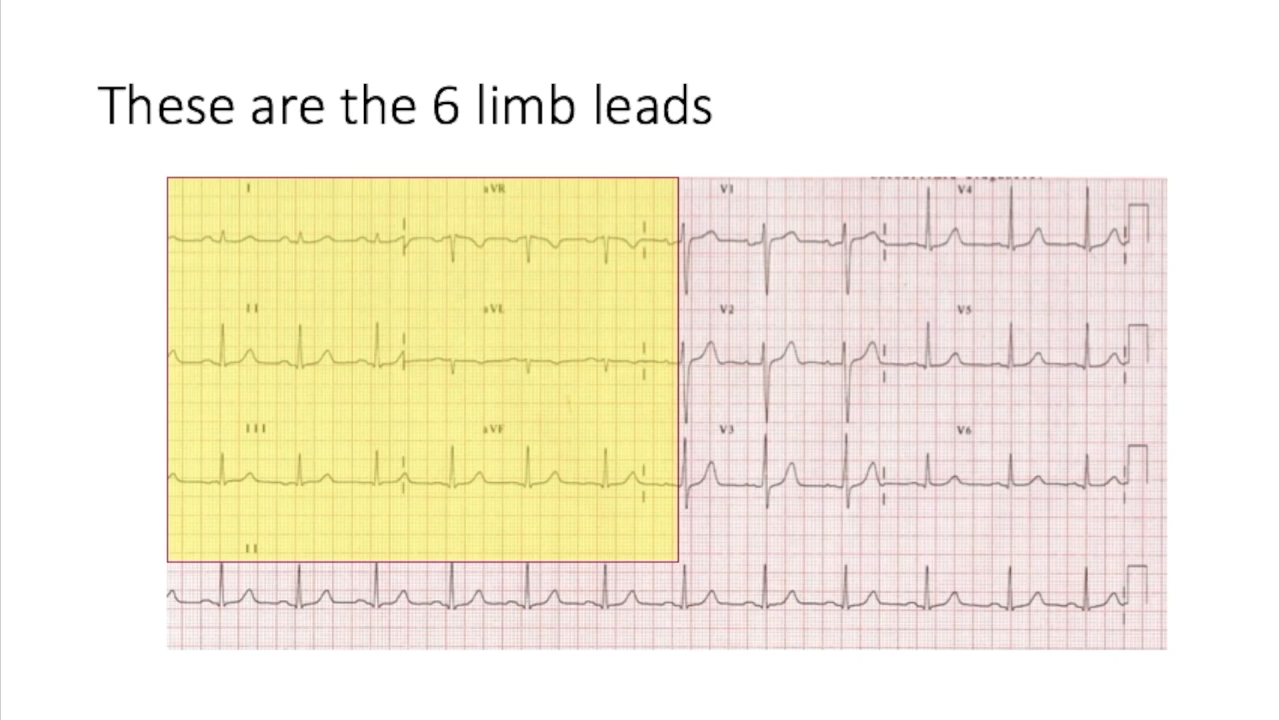 These are the 6 limb leads
I aVR V1 V4
II aVL V2 V5
III aVF V3 V6
II